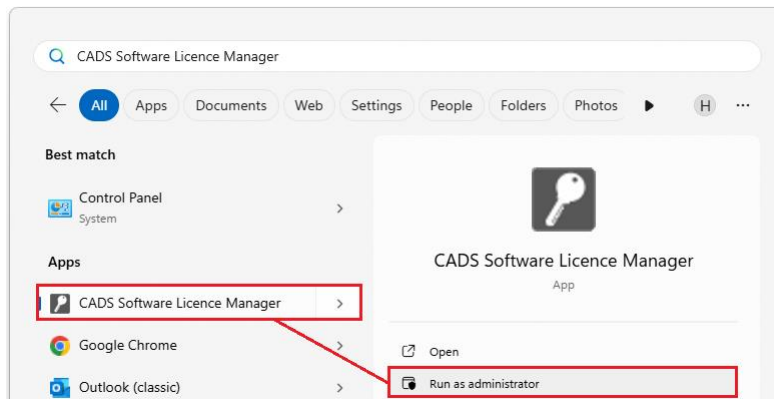 CADS Software Licence Manager
All Apps Documents Web Settings People Folders Photos H
Best match
Control Panel
System
Apps
CADS Software Licence Manager
Google Chrome
Outlook (classic)
CADS Software Licence Manager
App
Open
Run as administrator